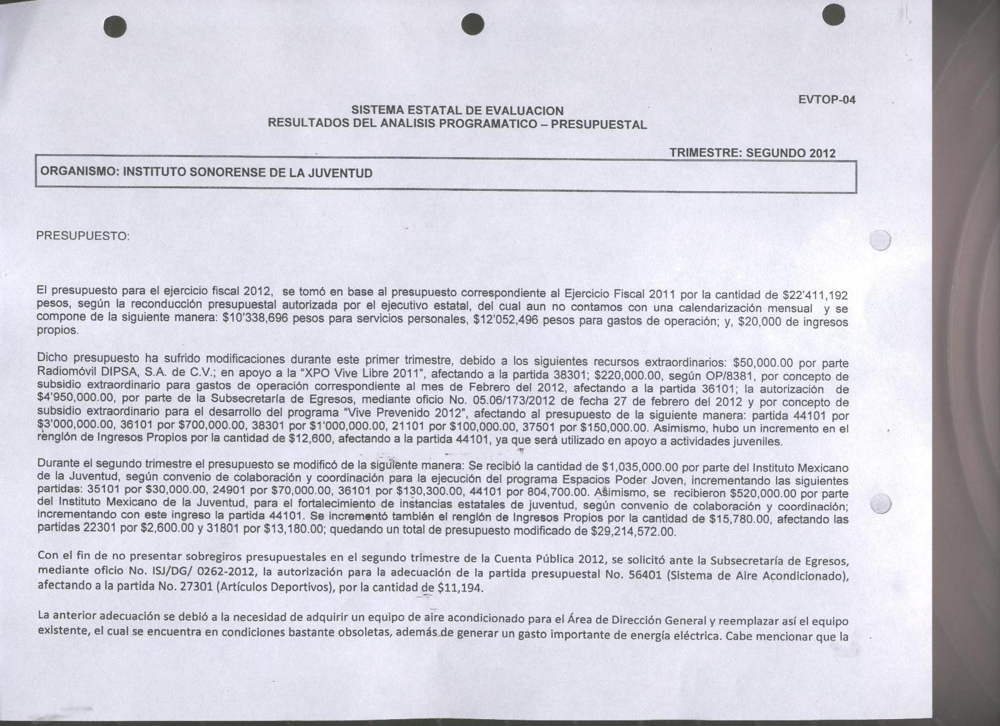 EVTOP-04
SISTEMA ESTATAL DE EVALUACION
RESULTADOS DEL ANALISIS PROGRAMATICO – PRESUPUESTAL
TRIMESTRE: SEGUNDO 2012
ORGANISMO: INSTITUTO SONORENSE DE LA JUVENTUD
PRESUPUESTO:
El presupuesto para el ejercicio fiscal 2012, se tomó en base al presupuesto correspondiente al Ejercicio Fiscal 2011 por la cantidad de $22'411,192
pesos, según la reconducción presupuestal autorizada por el ejecutivo estatal, del cual aun no contamos con una calendarización mensual y se
compone de la siguiente manera: $10'338,696 pesos para servicios personales, $12'052,496 pesos para gastos de operación; y, $20,000 de ingresos
propios.
Dicho presupuesto ha sufrido modificaciones durante este primer trimestre, debido a los siguientes recursos extraordinarios: $50,000.00 por parte
Radiomóvil DIPSA, S.A. de C.V.; en apoyo a la “XPO Vive Libre 2011”, afectando a la partida 38301; $220,000.00, según OP/8381, por concepto de
subsidio extraordinario para gastos de operación correspondiente al mes de Febrero del 2012, afectando a la partida 36101; la autorización de
$4'950,000.00, por parte de la Subsecretaría de Egresos, mediante oficio No. 05.06/173/2012 de fecha 27 de febrero del 2012 y por concepto de
subsidio extraordinario para el desarrollo del programa “Vive Prevenido 2012”, afectando al presupuesto de la siguiente manera: partida 44101 por
$3'000,000.00, 36101 por $700,000.00, 38301 por $1'000,000.00, 21101 por $100,000.00, 37501 por $150,000.00. Asimismo, hubo un incremento en el
renglón de Ingresos Propios por la cantidad de $12,600, afectando a la partida 44101, ya que será utilizado en apoyo a actividades juveniles.
Durante el segundo trimestre el presupuesto se modificó de la siguiente manera: Se recibió la cantidad de $1,035,000.00 por parte del Instituto Mexicano
de la Juventud, según convenio de colaboración y coordinación para la ejecución del programa Espacios Poder Joven, incrementando las siguientes
partidas: 35101 por $30,000.00, 24901 por $70,000.00, 36101 por $130,300.00, 44101 por 804,700.00. Asimismo, se recibieron $520,000.00 por parte
del Instituto Mexicano de la Juventud, para el fortalecimiento de instancias estatales de juventud, según convenio de colaboración y coordinación;
incrementando con este ingreso la partida 44101. Se incrementó también el renglón de Ingresos Propios por la cantidad de $15,780.00, afectando las
partidas 22301 por $2,600.00 y 31801 por $13,180.00; quedando un total de presupuesto modificado de $29,214,572.00.
Con el fin de no presentar sobregiros presupuestales en el segundo trimestre de la Cuenta Pública 2012, se solicitó ante la Subsecretaría de Egresos,
mediante oficio No. ISJ/DG/ 0262-2012, la autorización para la adecuación de la partida presupuestal No. 56401 (Sistema de Aire Acondicionado),
afectando a la partida No. 27301 (Artículos Deportivos), por la cantidad de $11,194.
La anterior adecuación se debió a la necesidad de adquirir un equipo de aire acondicionado para el Área de Dirección General y reemplazar así el equipo
existente, el cual se encuentra en condiciones bastante obsoletas, además de generar un gasto importante de energía eléctrica. Cabe mencionar que la